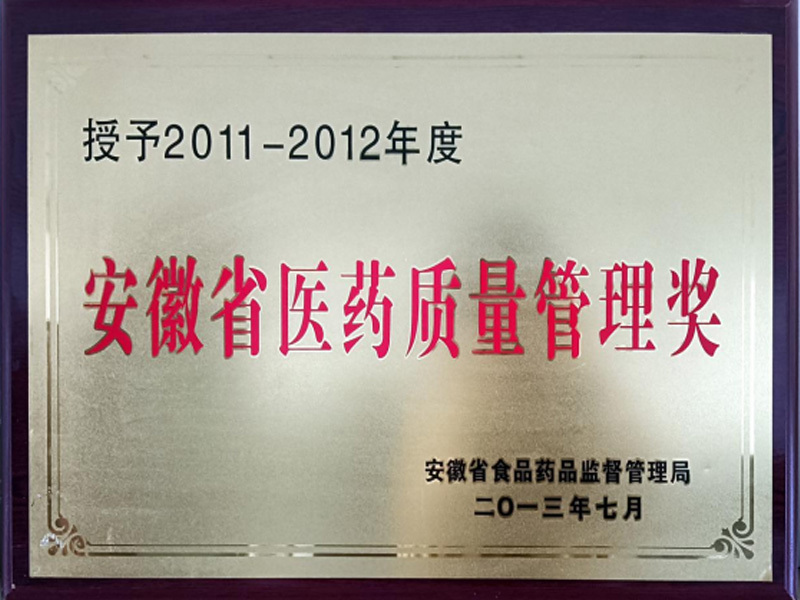 授予2011-2012年度
安徽省医药质量管理奖
安徽省食品药品监督管理局
二〇一三年七月